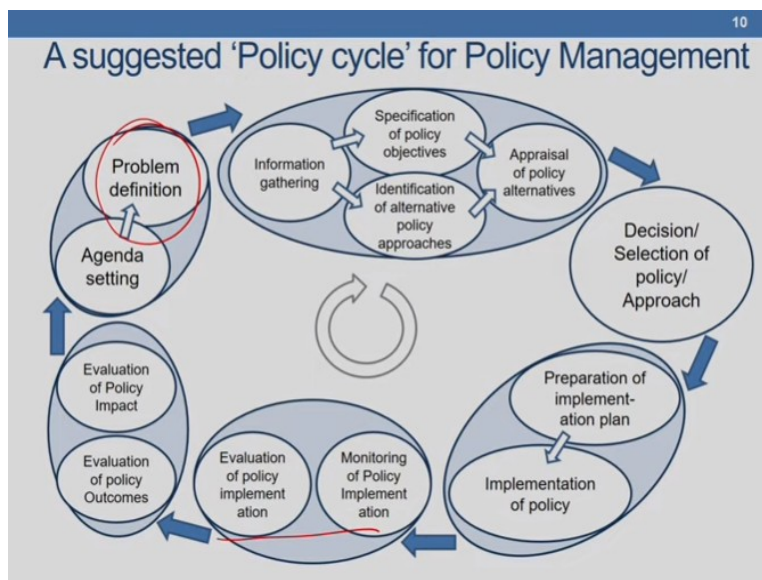 10
A suggested ‘Policy cycle’ for Policy Management
Problem
definition
Agenda
setting
Information
gathering
Specification
of policy
objectives
Identification
of alternative
policy
approaches
Appraisal
of policy
alternatives
Decision/
Selection of
policy/
Approach
Preparation of
implement-
ation plan
Implementation
of policy
Monitoring
of Policy
Implement
ation
Evaluation
of policy
implement
ation
Evaluation
of policy
Outcomes
Evaluation
of Policy
Impact